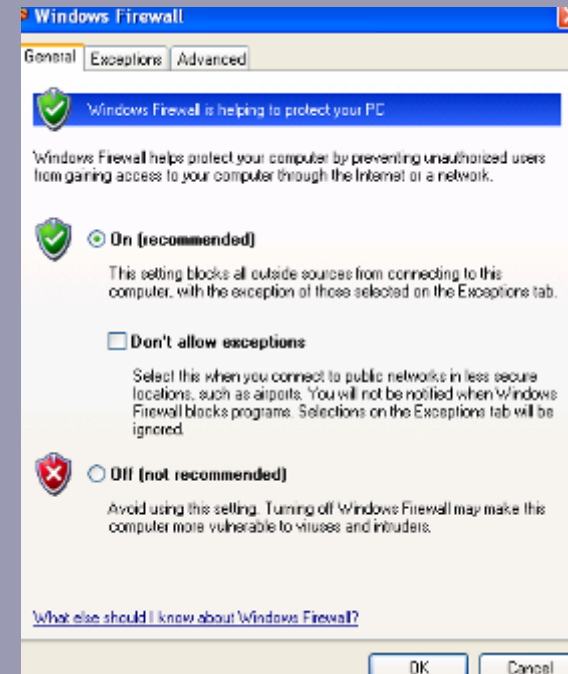 Windows Firewall
General Exceptions Advanced
Windows Firewall is helping to protect your PC
Windows Firewall helps protect your computer by preventing unauthorized users
from gaining access to your computer through the Internet or a network.
On (recommended)
This setting blocks all outside sources from connecting to this
computer, with the exception of those selected on the Exceptions tab.
Don't allow exceptions
Select this when you connect to public networks in less secure
locations, such as airports. You will not be notified when Windows
Firewall blocks programs. Selections on the Exceptions tab will be
ignored.
Off (not recommended)
Avoid using this setting. Turning off Windows Firewall may make this
computer more vulnerable to viruses and intruders.
What else should I know about Windows Firewall?
OK Cancel